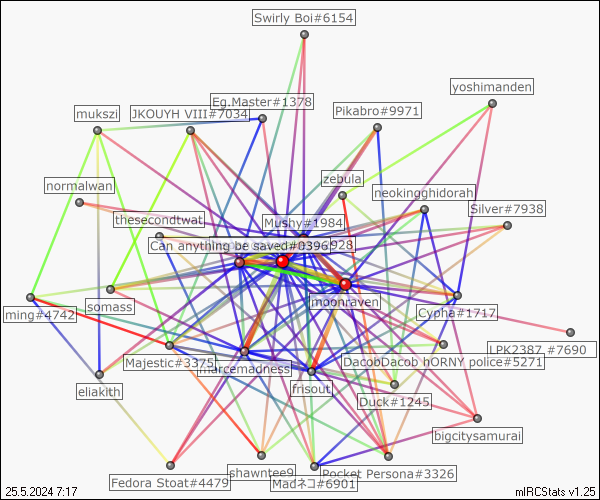 Swirly Boi#6154
yoshimanden
Eg.Master#1378
mukszi
JKOUYH VIII#7034
Pikabro#9971
zebula
normalwan
neokingghidorah
Silver#7938
thesecondtwat
Mushy#1984
Can anything be saved#0396
928
moonraven
somass
ming#4742
Cypha#1717
LPK2387 #7690
Majestic#3375
mercemadness
DacobDacob hORNY police#5271
frisout
eliakith
Duck#1245
bigcitysamurai
Fedora Stoat#4479
shawntee9
Pocket Persona#3326
Madネコ#6901
25.5.2024 7:17
mIRCStats v1.25